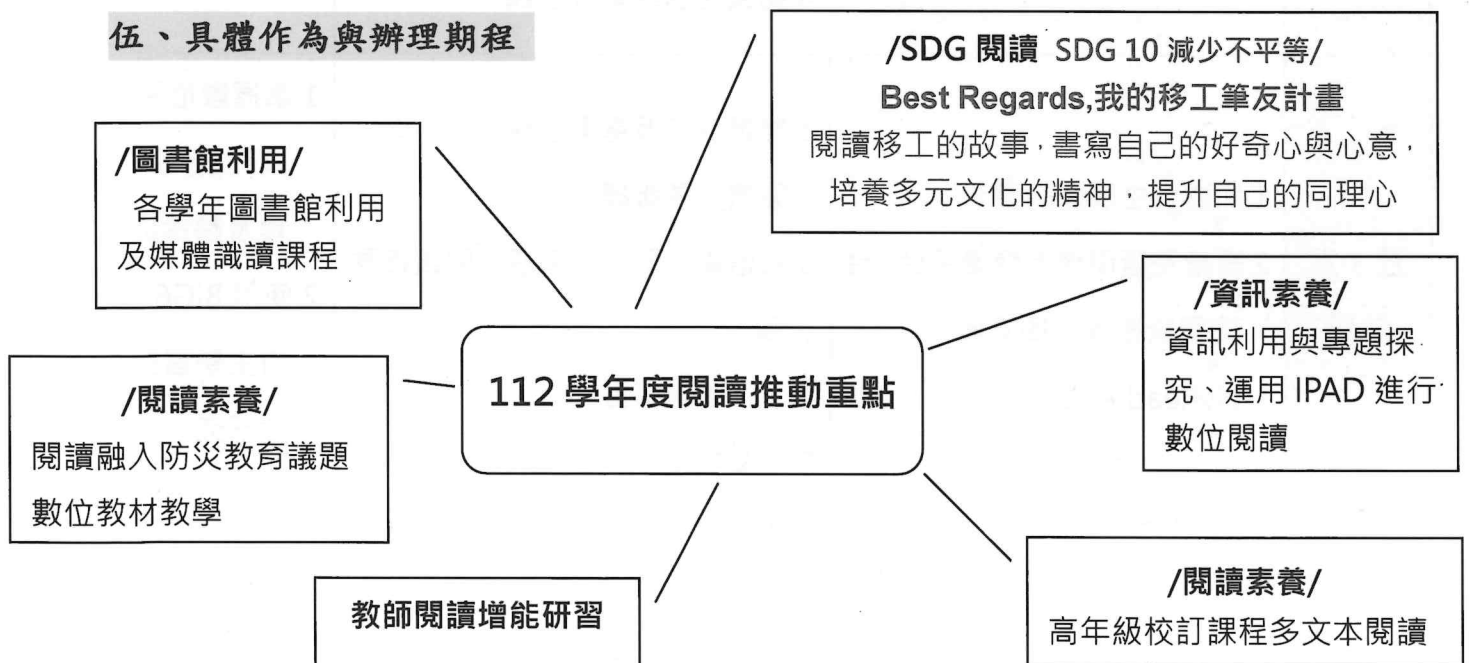 伍、具體作為與辦理期程
/SDG 閱讀 SDG 10 減少不平等/
Best Regards,我的移工筆友計畫
閱讀移工的故事,書寫自己的好奇心與心意,
培養多元文化的精神,提升自己的同理心
/圖書館利用/
各學年圖書館利用
及媒體識讀課程
/資訊素養/
資訊利用與專題探
究、運用 IPAD 進行
數位閱讀
112 學年度閱讀推動重點
/閱讀素養/
閱讀融入防災教育議題
數位教材教學
教師閱讀增能研習
/閱讀素養/
高年級校訂課程多文本閱讀